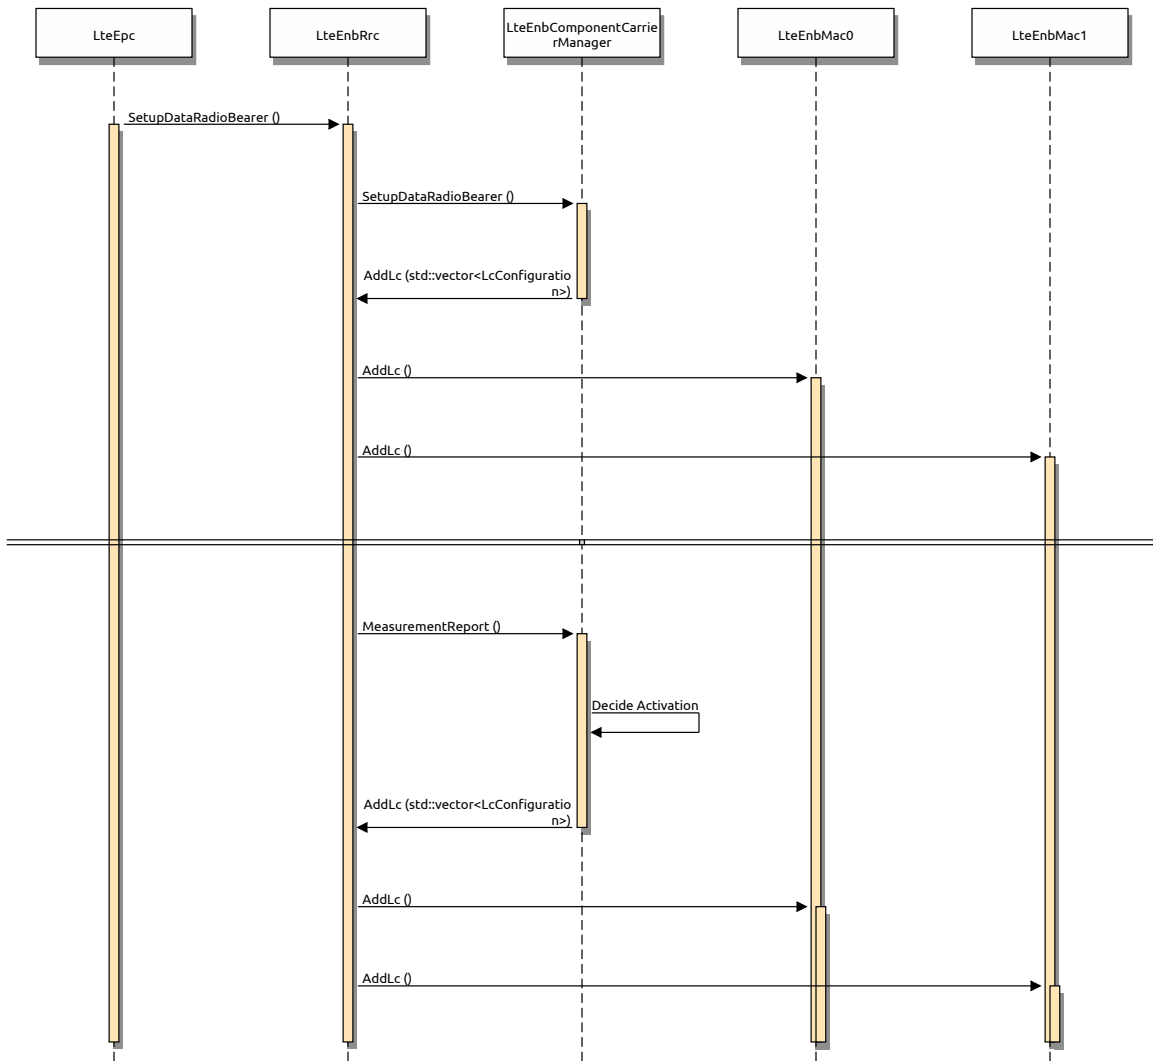 LteEpc
LteEnbRrc
LteEnbComponentCarrie
rManager
LteEnbMac0
LteEnbMac1
SetupDataRadioBearer ()
SetupDataRadioBearer ()
AddLc (std::vector<LcConfiguratio
n>)
AddLc ()
AddLc ()
MeasurementReport ()
Decide Activation
AddLc (std::vector<LcConfiguratio
n>)
AddLc ()
AddLc ()